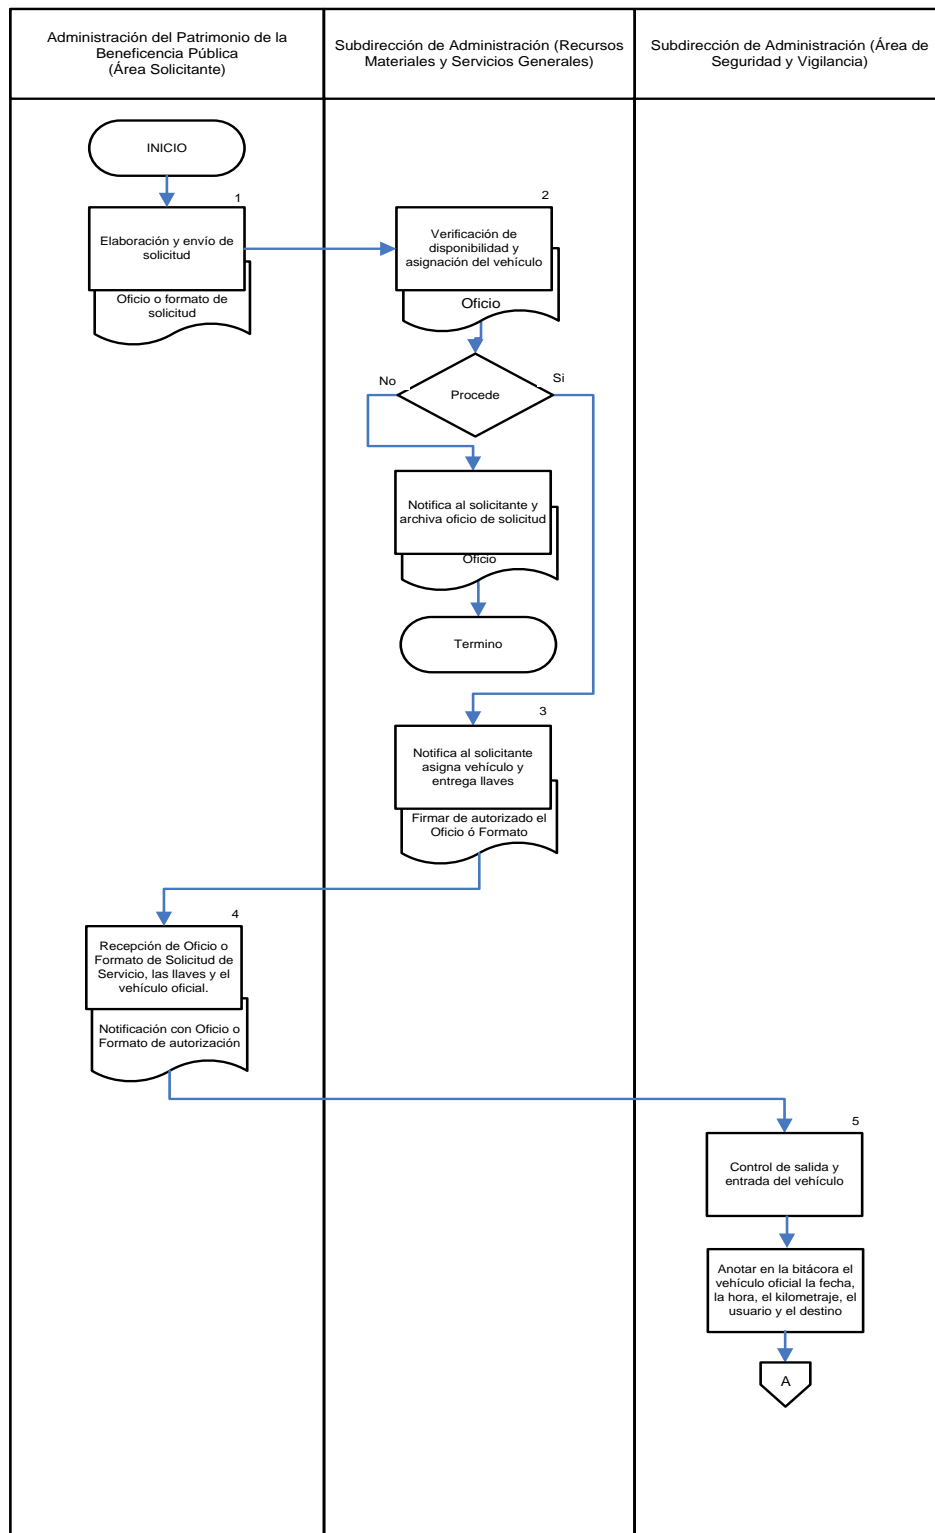 Administración del Patrimonio de la
Beneficencia Pública
(Área Solicitante)
Subdirección de Administración (Recursos
Materiales y Servicios Generales)
Subdirección de Administración (Área de
Seguridad y Vigilancia)
INICIO
1
Elaboración y envío de
solicitud
Oficio o formato de
solicitud
2
Verificación de
disponibilidad y
asignación del vehículo
Oficio
No
Si
Procede
Notifica al solicitante y
archiva oficio de solicitud
Oficio
Termino
3
Notifica al solicitante
asigna vehículo y
entrega llaves
Firmar de autorizado el
Oficio ó Formato
4
Recepción de Oficio o
Formato de Solicitud de
Servicio, las llaves y el
vehículo oficial.
Notificación con Oficio o
Formato de autorización
5
Control de salida y
entrada del vehículo
Anotar en la bitácora el
vehículo oficial la fecha,
la hora, el kilometraje, el
usuario y el destino
A